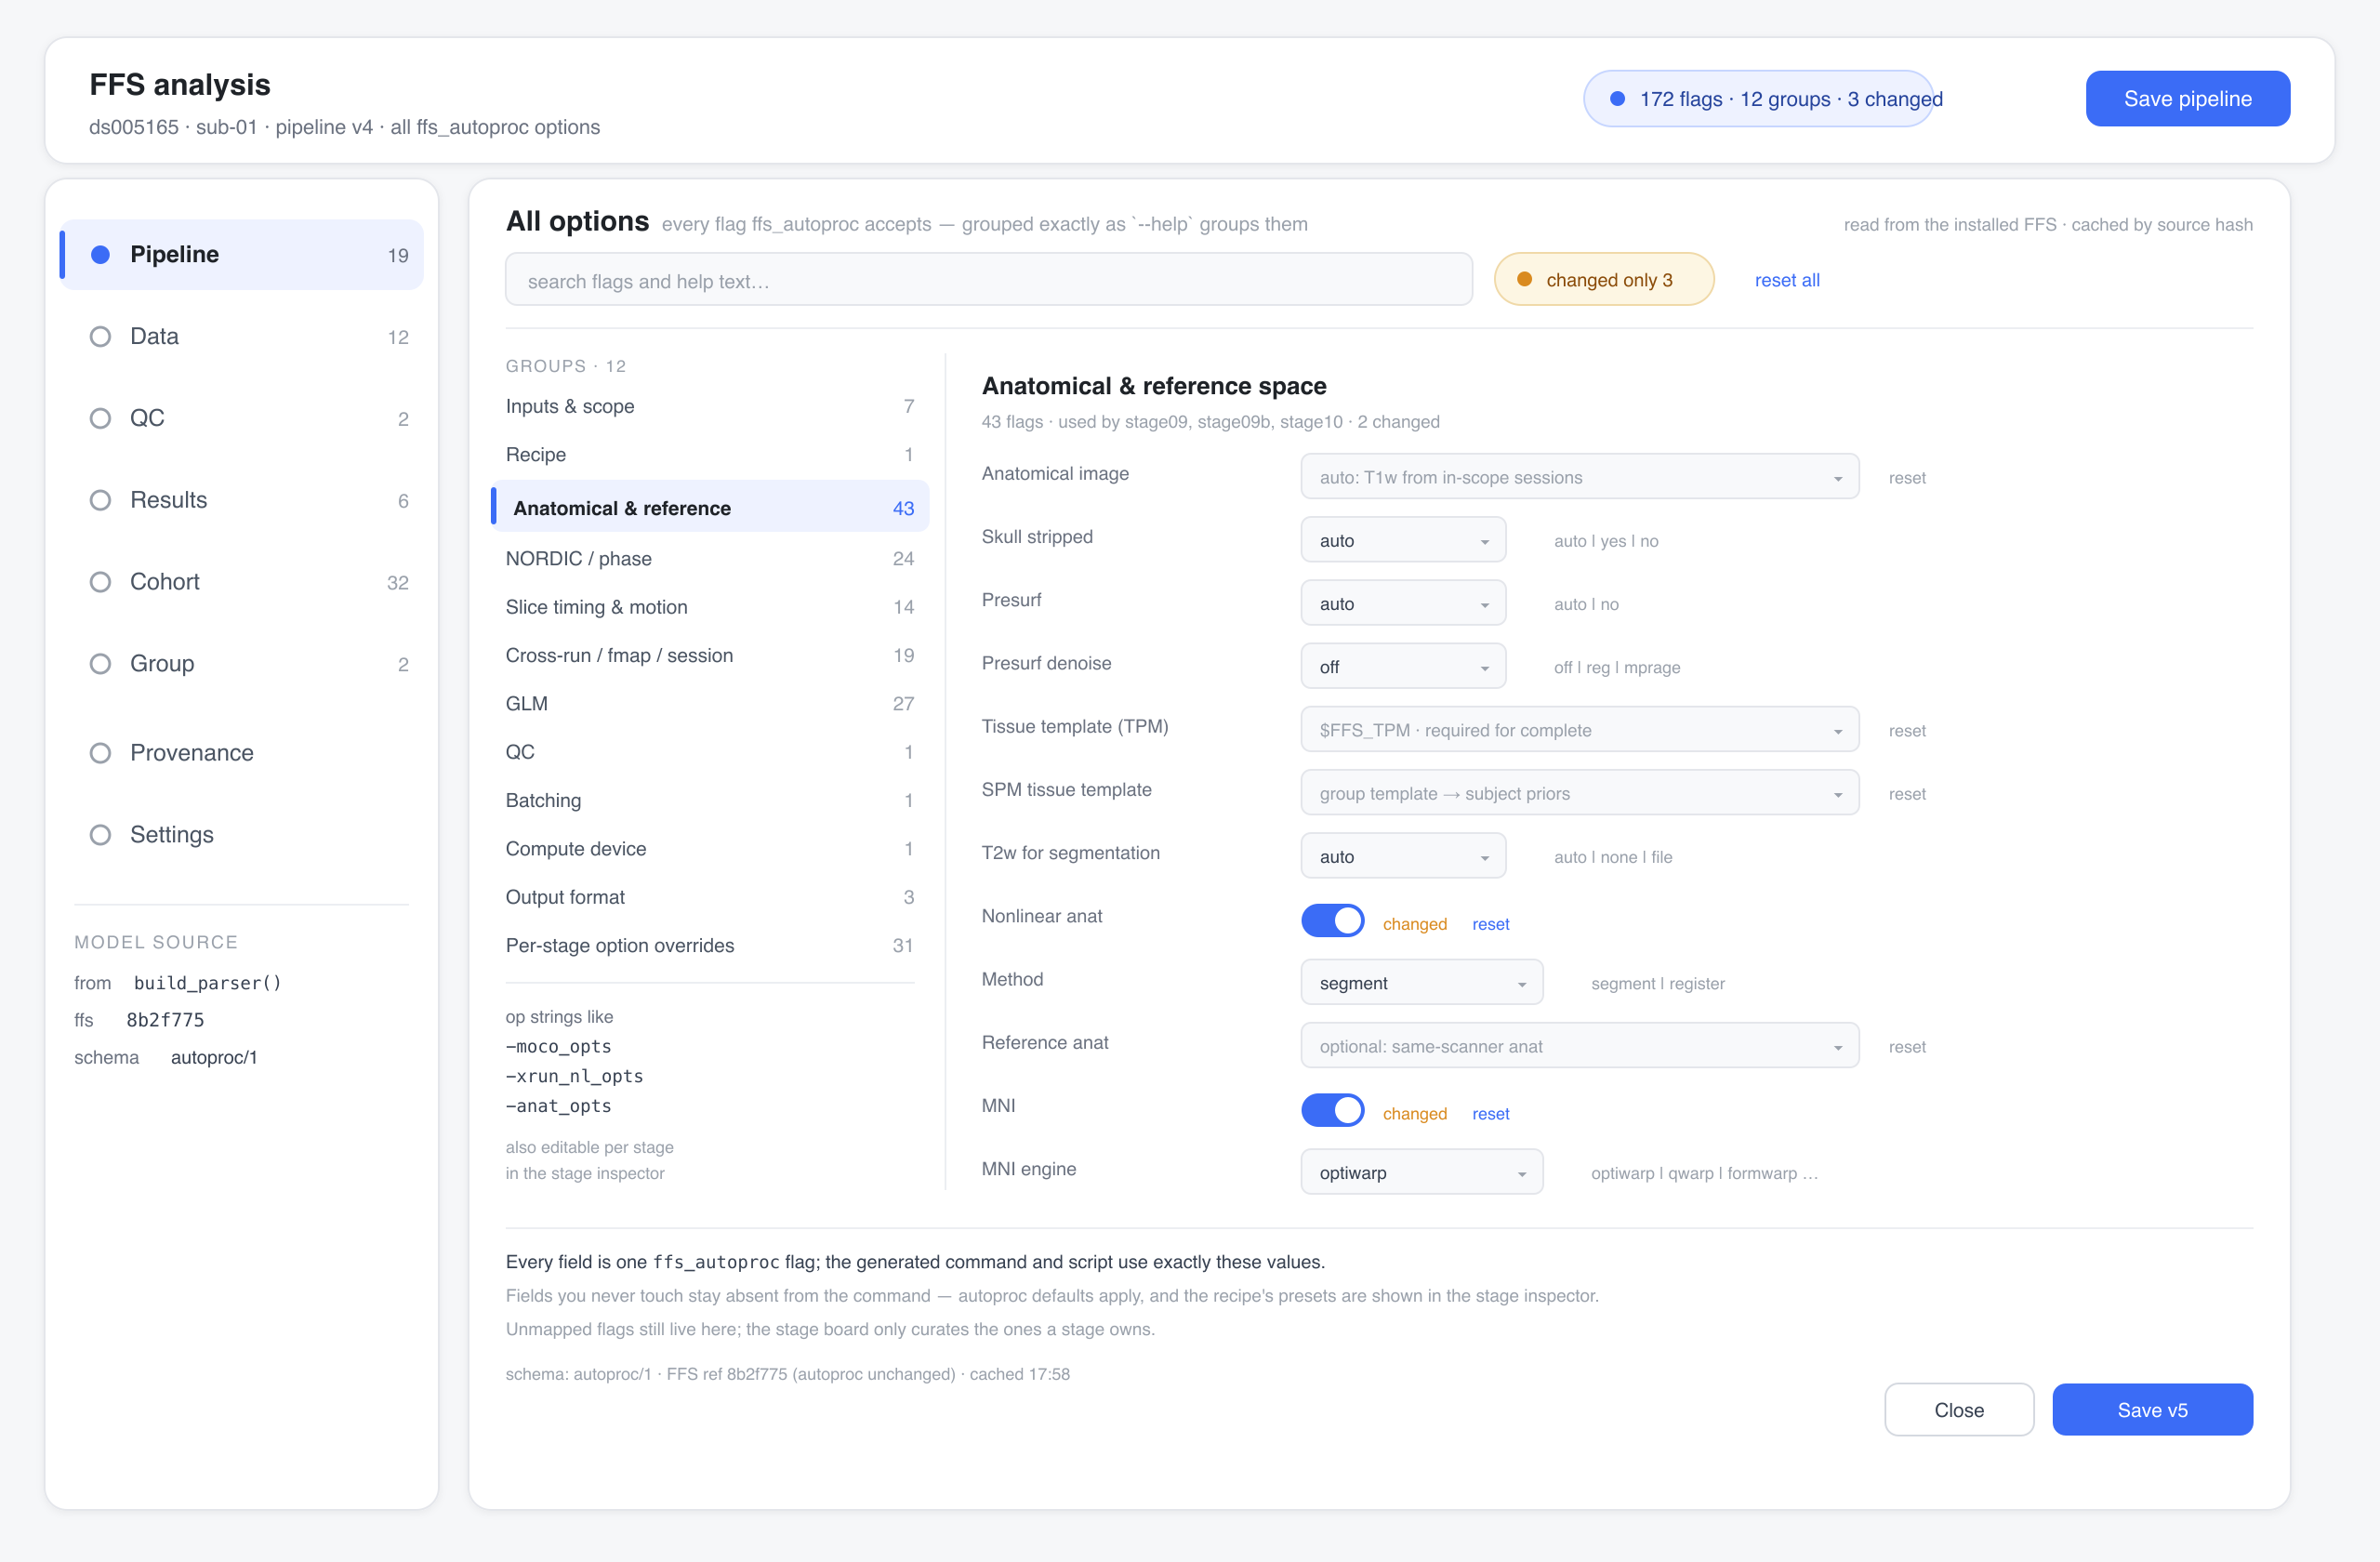 FFS analysis
ds005165 · sub-01 · pipeline v4 · all ffs_autoproc options
172 flags · 12 groups · 3 changed
Save pipeline
Pipeline 19
Data 12
QC 2
Results 6
Cohort 32
Group 2
Provenance
Settings
MODEL SOURCE
from build_parser()
ffs 8b2f775
schema autoproc/1
All options every flag ffs_autoproc accepts — grouped exactly as `--help` groups them
read from the installed FFS · cached by source hash
search flags and help text…
changed only 3
reset all
GROUPS · 12
Inputs & scope 7
Recipe 1
Anatomical & reference 43
NORDIC / phase 24
Slice timing & motion 14
Cross-run / fmap / session 19
GLM 27
QC 1
Batching 1
Compute device 1
Output format 3
Per-stage option overrides 31
op strings like
–moco_opts
–xrun_nl_opts
–anat_opts
also editable per stage
in the stage inspector
Anatomical & reference space
43 flags · used by stage09, stage09b, stage10 · 2 changed
Anatomical image auto: T1w from in-scope sessions reset
Skull stripped auto auto | yes | no
Presurf auto auto | no
Presurf denoise off off | reg | mprage
Tissue template (TPM) $FFS_TPM · required for complete reset
SPM tissue template group template → subject priors reset
T2w for segmentation auto auto | none | file
Nonlinear anat changed reset
Method segment segment | register
Reference anat optional: same-scanner anat reset
MNI changed reset
MNI engine optiwarp optiwarp | qwarp | formwarp …
Every field is one ffs_autoproc flag; the generated command and script use exactly these values.
Fields you never touch stay absent from the command — autoproc defaults apply, and the recipe's presets are shown in the stage inspector.
Unmapped flags still live here; the stage board only curates the ones a stage owns.
schema: autoproc/1 · FFS ref 8b2f775 (autoproc unchanged) · cached 17:58
Close
Save v5